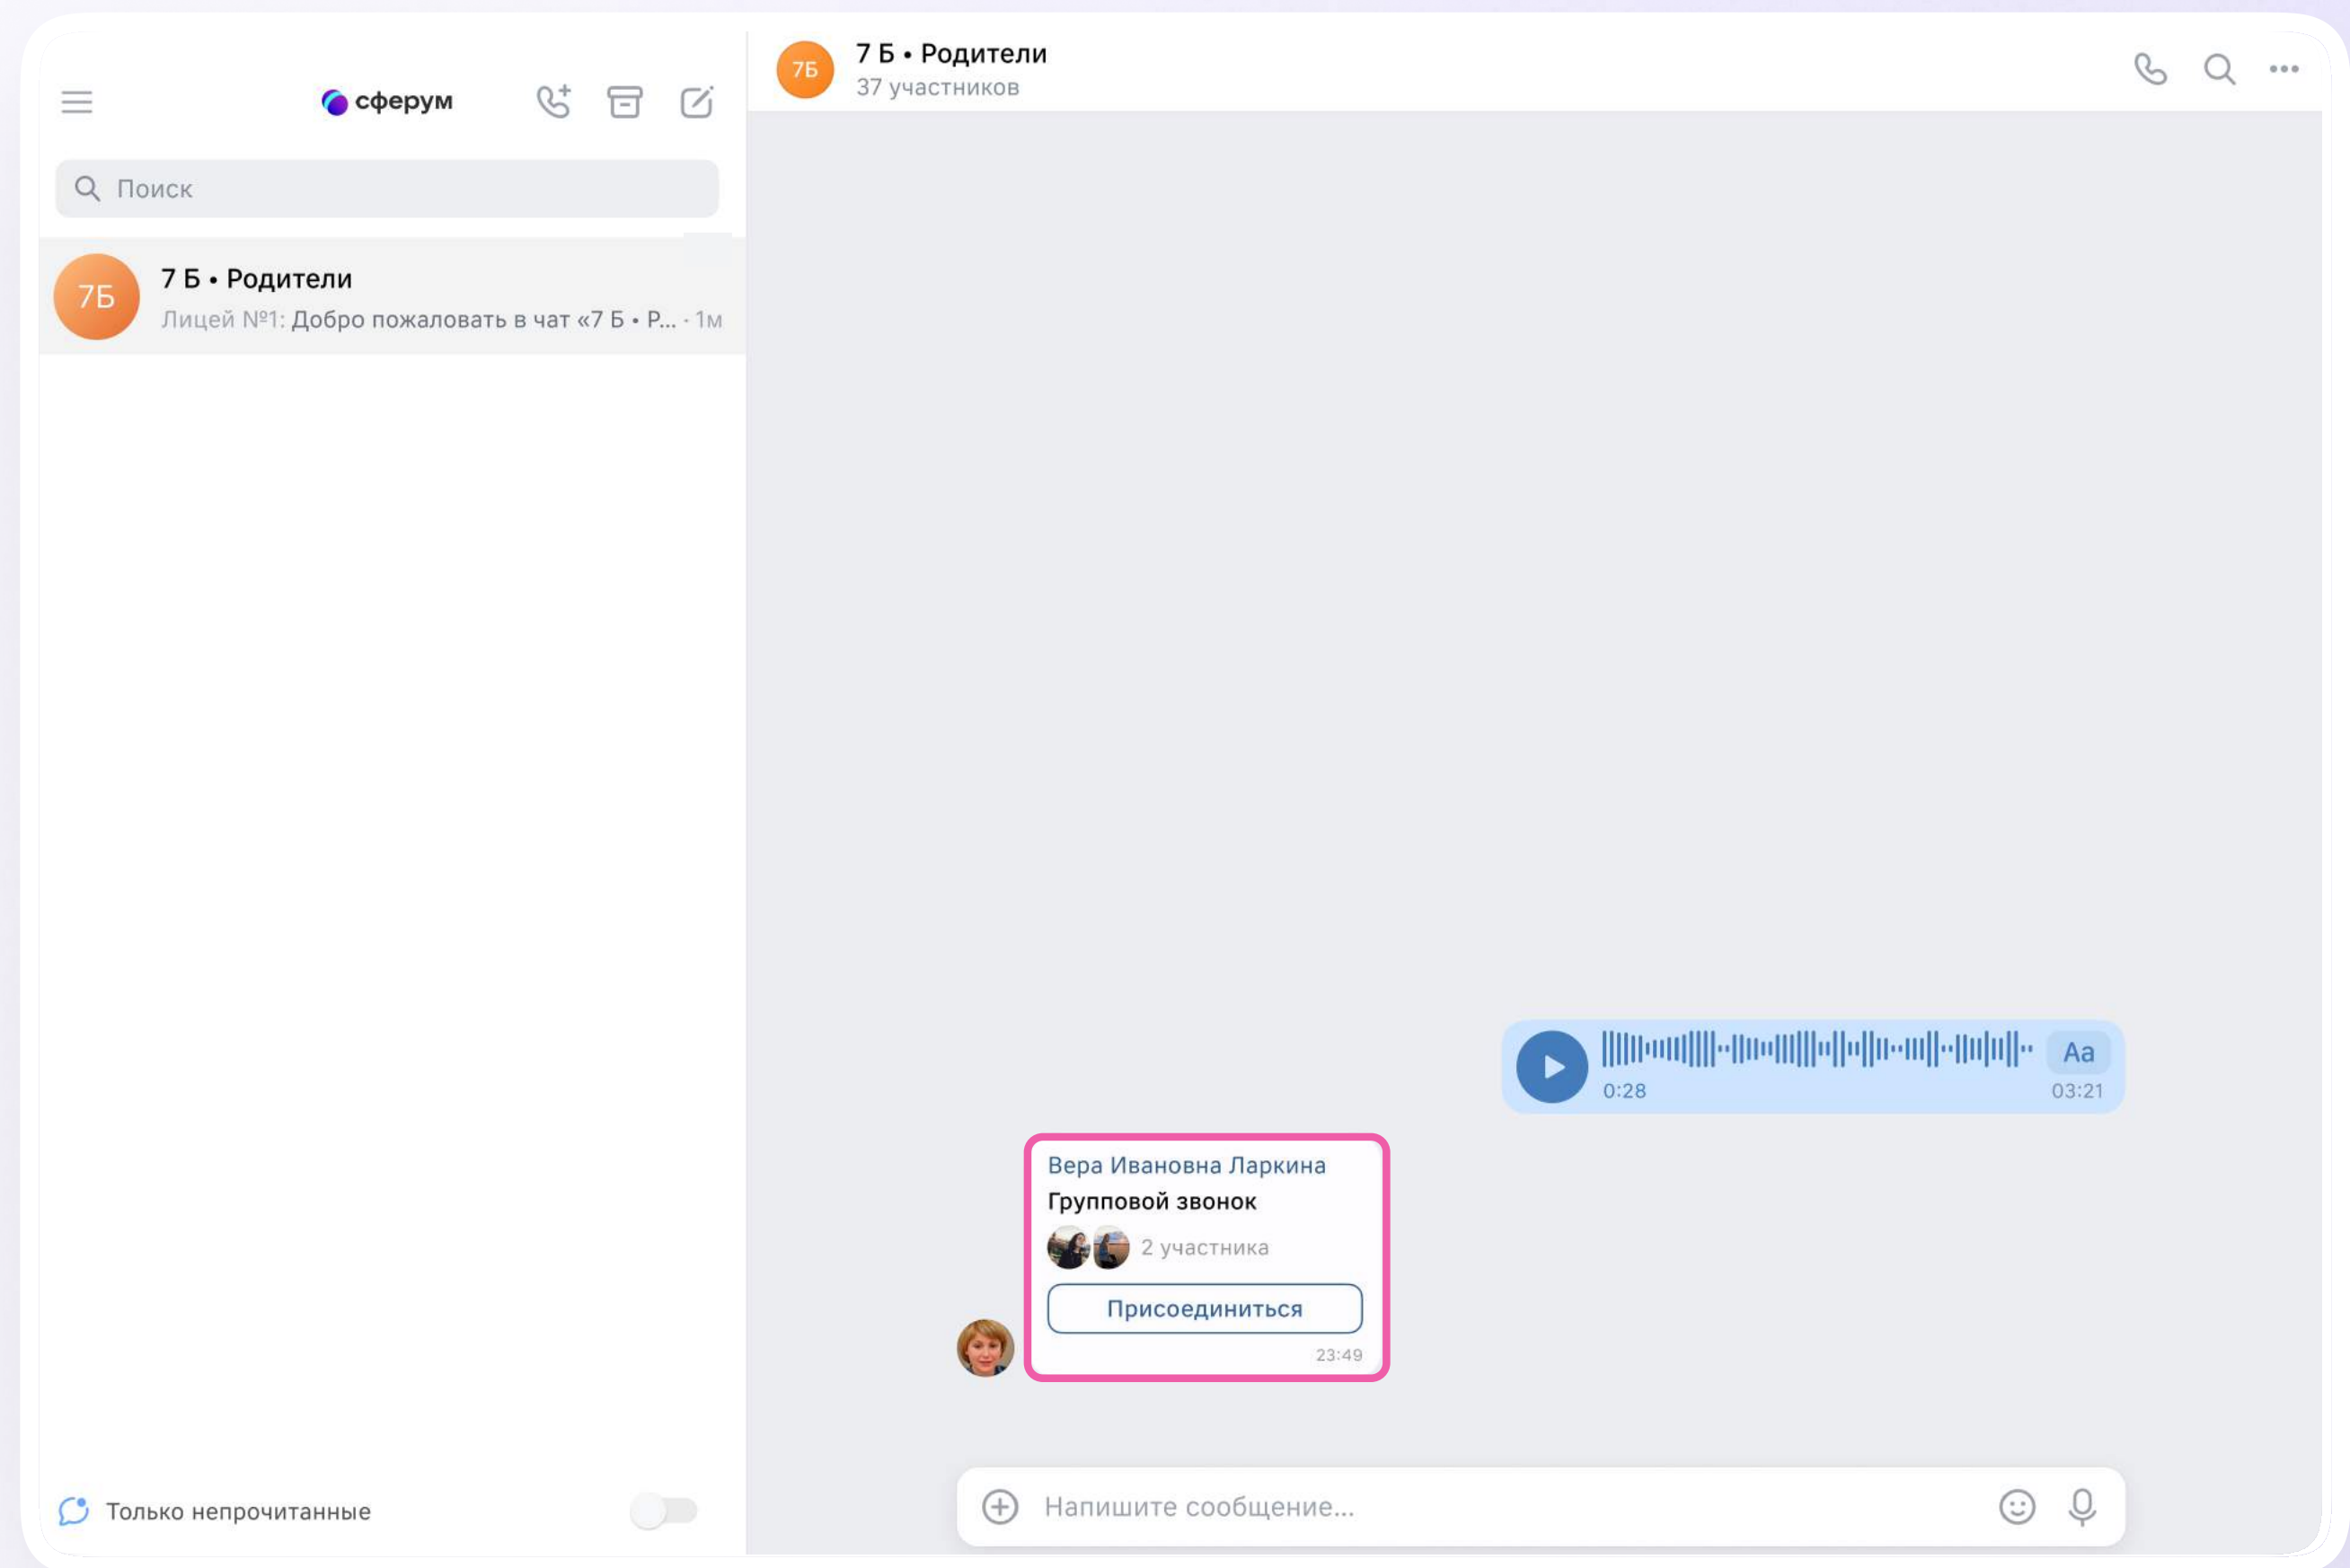 сферум
Поиск
7Б
7 Б • Родители
Лицей №1: Добро пожаловать в чат «7 Б • Р... · 1м
Только непрочитанные
7Б
7 Б • Родители
37 участников
0:28
Aa
03:21
Вера Ивановна Ларкина
Групповой звонок
2 участника
Присоединиться
23:49
Напишите сообщение...